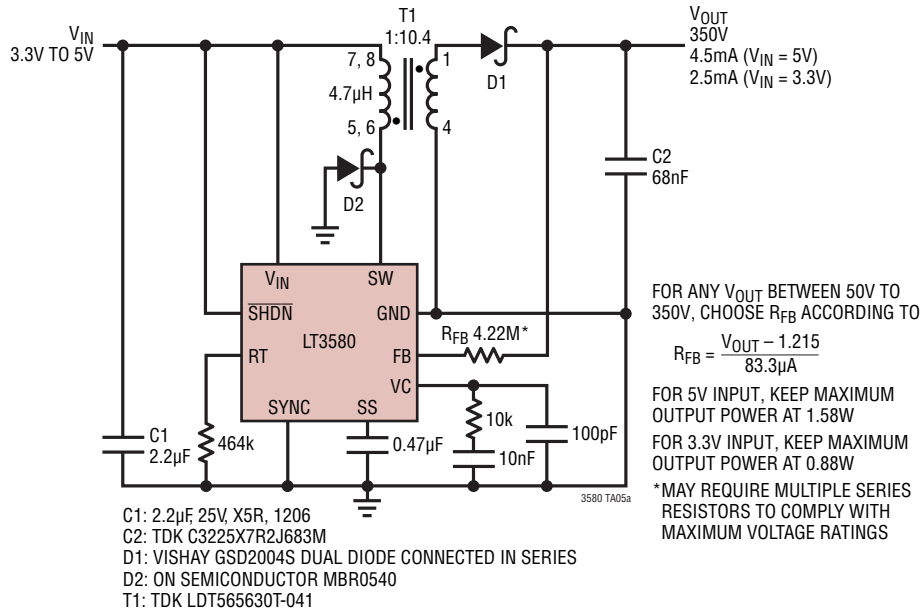 T1
1:10.4
VIN
3.3V TO 5V
VOUT
350V
4.5mA (VIN = 5V)
2.5mA (VIN = 3.3V)
7, 8
1
D1
4.7µH
5, 6
4
C2
68nF
D2
VIN
SW
SHDN
GND
RFB 4.22M*
LT3580
RT
FB
VC
SYNC
SS
C1
2.2µF
464k
0.47µF
10k
10nF
100pF
3580 TA05a
FOR ANY VOUT BETWEEN 50V TO
350V, CHOOSE RFB ACCORDING TO
RFB = VOUT – 1.215
83.3µA
FOR 5V INPUT, KEEP MAXIMUM
OUTPUT POWER AT 1.58W
FOR 3.3V INPUT, KEEP MAXIMUM
OUTPUT POWER AT 0.88W
*MAY REQUIRE MULTIPLE SERIES
RESISTORS TO COMPLY WITH
MAXIMUM VOLTAGE RATINGS
C1: 2.2µF, 25V, X5R, 1206
C2: TDK C3225X7R2J683M
D1: VISHAY GSD2004S DUAL DIODE CONNECTED IN SERIES
D2: ON SEMICONDUCTOR MBR0540
T1: TDK LDT565630T-041